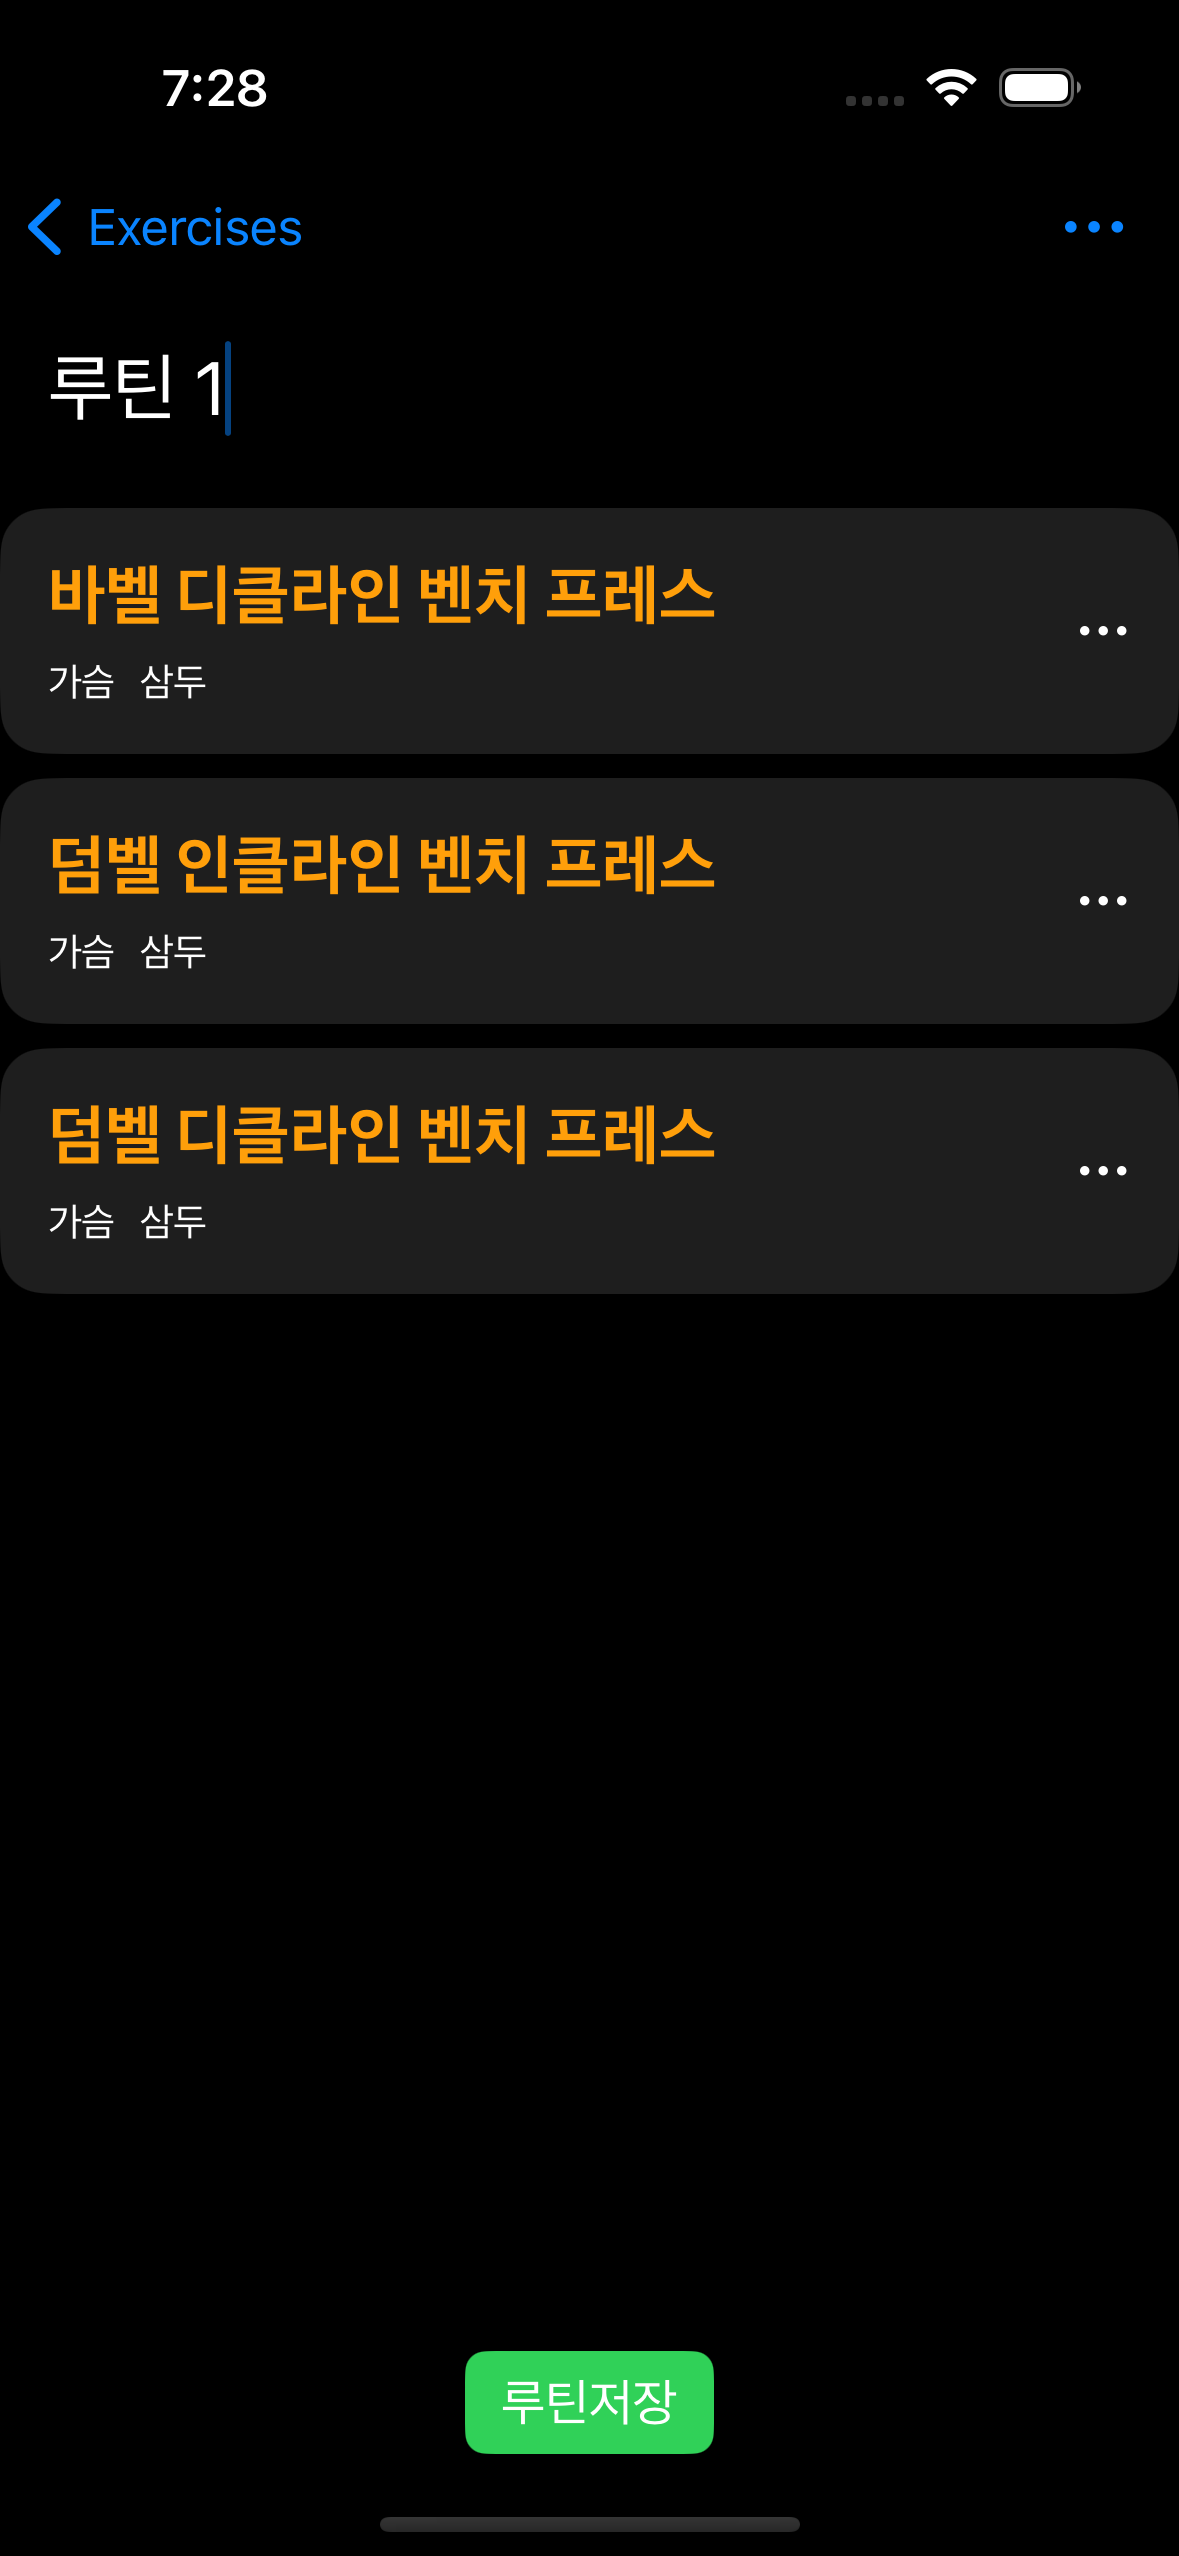 7:28
Exercises
루틴 1
바벨 디클라인 벤치 프레스
가슴 삼두
덤벨 인클라인 벤치 프레스
가슴 삼두
덤벨 디클라인 벤치 프레스
가슴 삼두
루틴저장